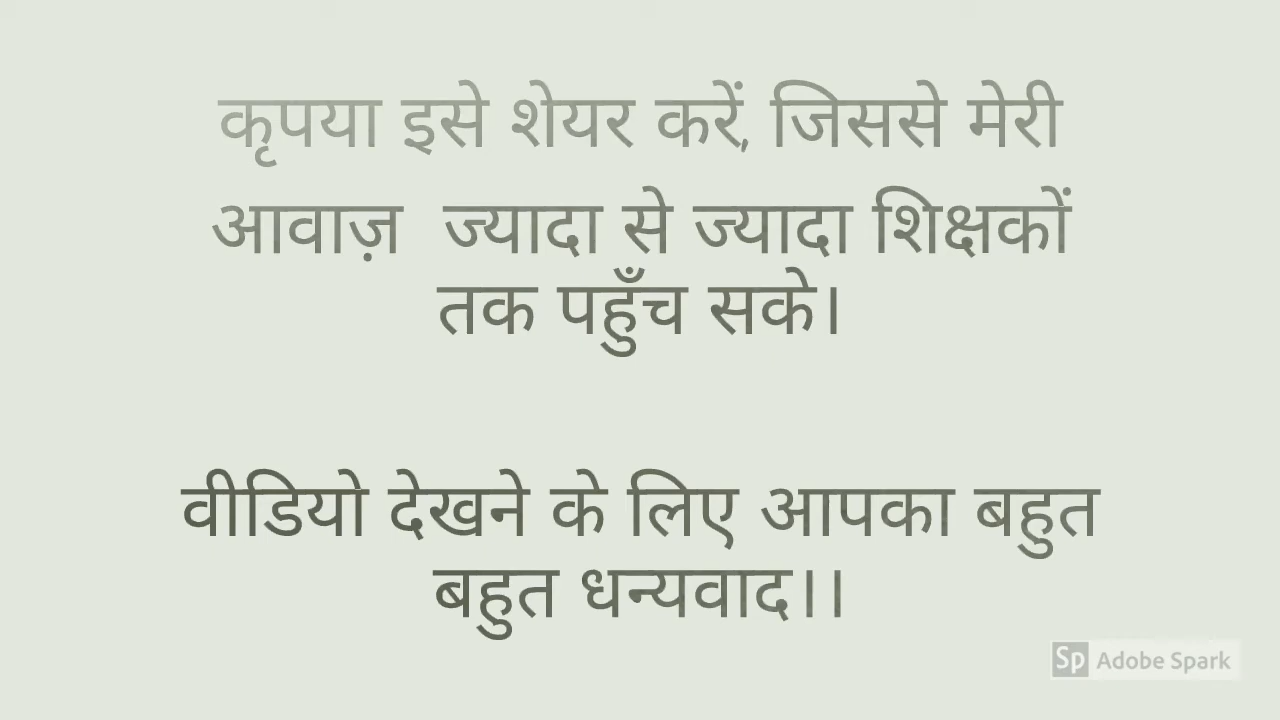 कृपया इसे शेयर करें, जिससे मेरी
आवाज़ ज्यादा से ज्यादा शिक्षकों
तक पहुँच सके।
वीडियो देखने के लिए आपका बहुत
बहुत धन्यवाद।।
Sp Adobe Spark